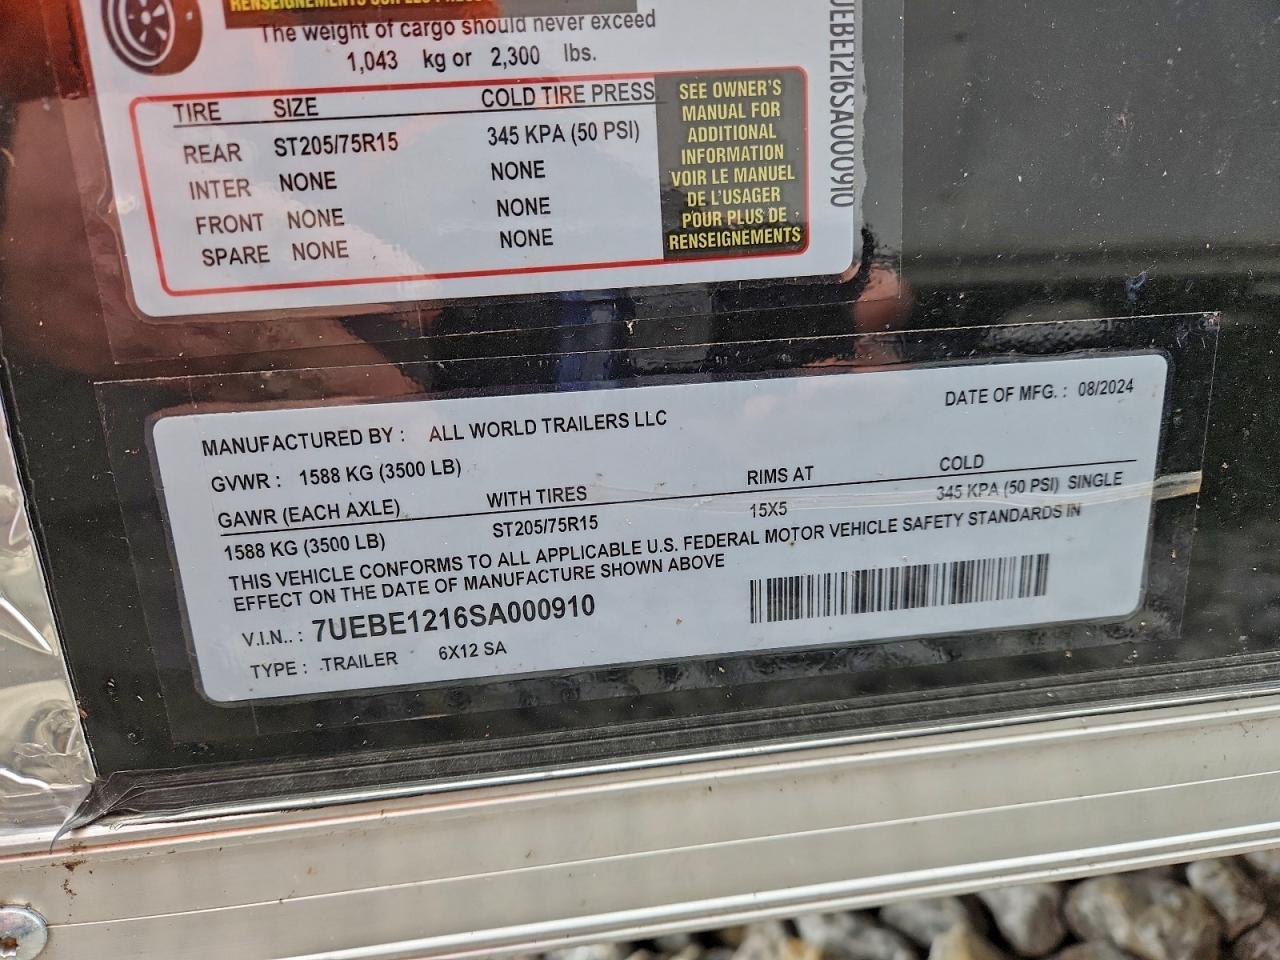 The weight of cargo should never exceed
1,043 kg or 2,300 lbs.
TIRE SIZE COLD TIRE PRESS
REAR ST205/75R15 345 KPA (50 PSI)
INTER NONE NONE
FRONT NONE NONE
SPARE NONE NONE
SEE OWNER'S
MANUAL FOR
ADDITIONAL
INFORMATION
VOIR LE MANUEL
DE L'USAGER
POUR PLUS DE
RENSEIGNEMENTS
UEBE1216SA000910
MANUFACTURED BY : ALL WORLD TRAILERS LLC DATE OF MFG. : 08/2024
GVWR : 1588 KG (3500 LB)
GAWR (EACH AXLE) WITH TIRES RIMS AT COLD
1588 KG (3500 LB) ST205/75R15 15X5 345 KPA (50 PSI) SINGLE
THIS VEHICLE CONFORMS TO ALL APPLICABLE U.S. FEDERAL MOTOR VEHICLE SAFETY STANDARDS IN
EFFECT ON THE DATE OF MANUFACTURE SHOWN ABOVE
V.I.N.. : 7UEBE1216SA000910
TYPE : TRAILER 6X12 SA